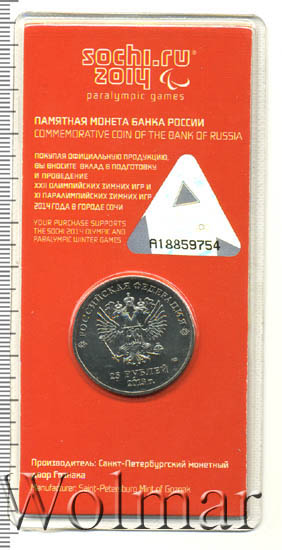 sochi.ru
2014
paralympic games
ПАМЯТНАЯ МОНЕТА БАНКА РОССИИ
COMMEMORATIVE COIN OF THE BANK OF RUSSIA
ПОКУПАЯ ОФИЦИАЛЬНУЮ ПРОДУКЦИЮ,
ВЫ ВНОСИТЕ ВКЛАД В ПОДГОТОВКУ
И ПРОВЕДЕНИЕ
XXII ОЛИМПИЙСКИХ ЗИМНИХ ИГР И
XI ПАРАЛИМПИЙСКИХ ЗИМНИХ ИГР
2014 ГОДА В ГОРОДЕ СОЧИ
YOUR PURCHASE SUPPORTS
THE SOCHI 2014 OLYMPIC AND
PARALYMPIC WINTER GAMES
A18859754
РОССИЙСКАЯ ФЕДЕРАЦИЯ
25 РУБЛЕЙ
2013 г.
Производитель: Санкт-Петербургский монетный
двор Гознака
Manufacturer: Saint-Petersburg Mint of Goznak
Wolmar